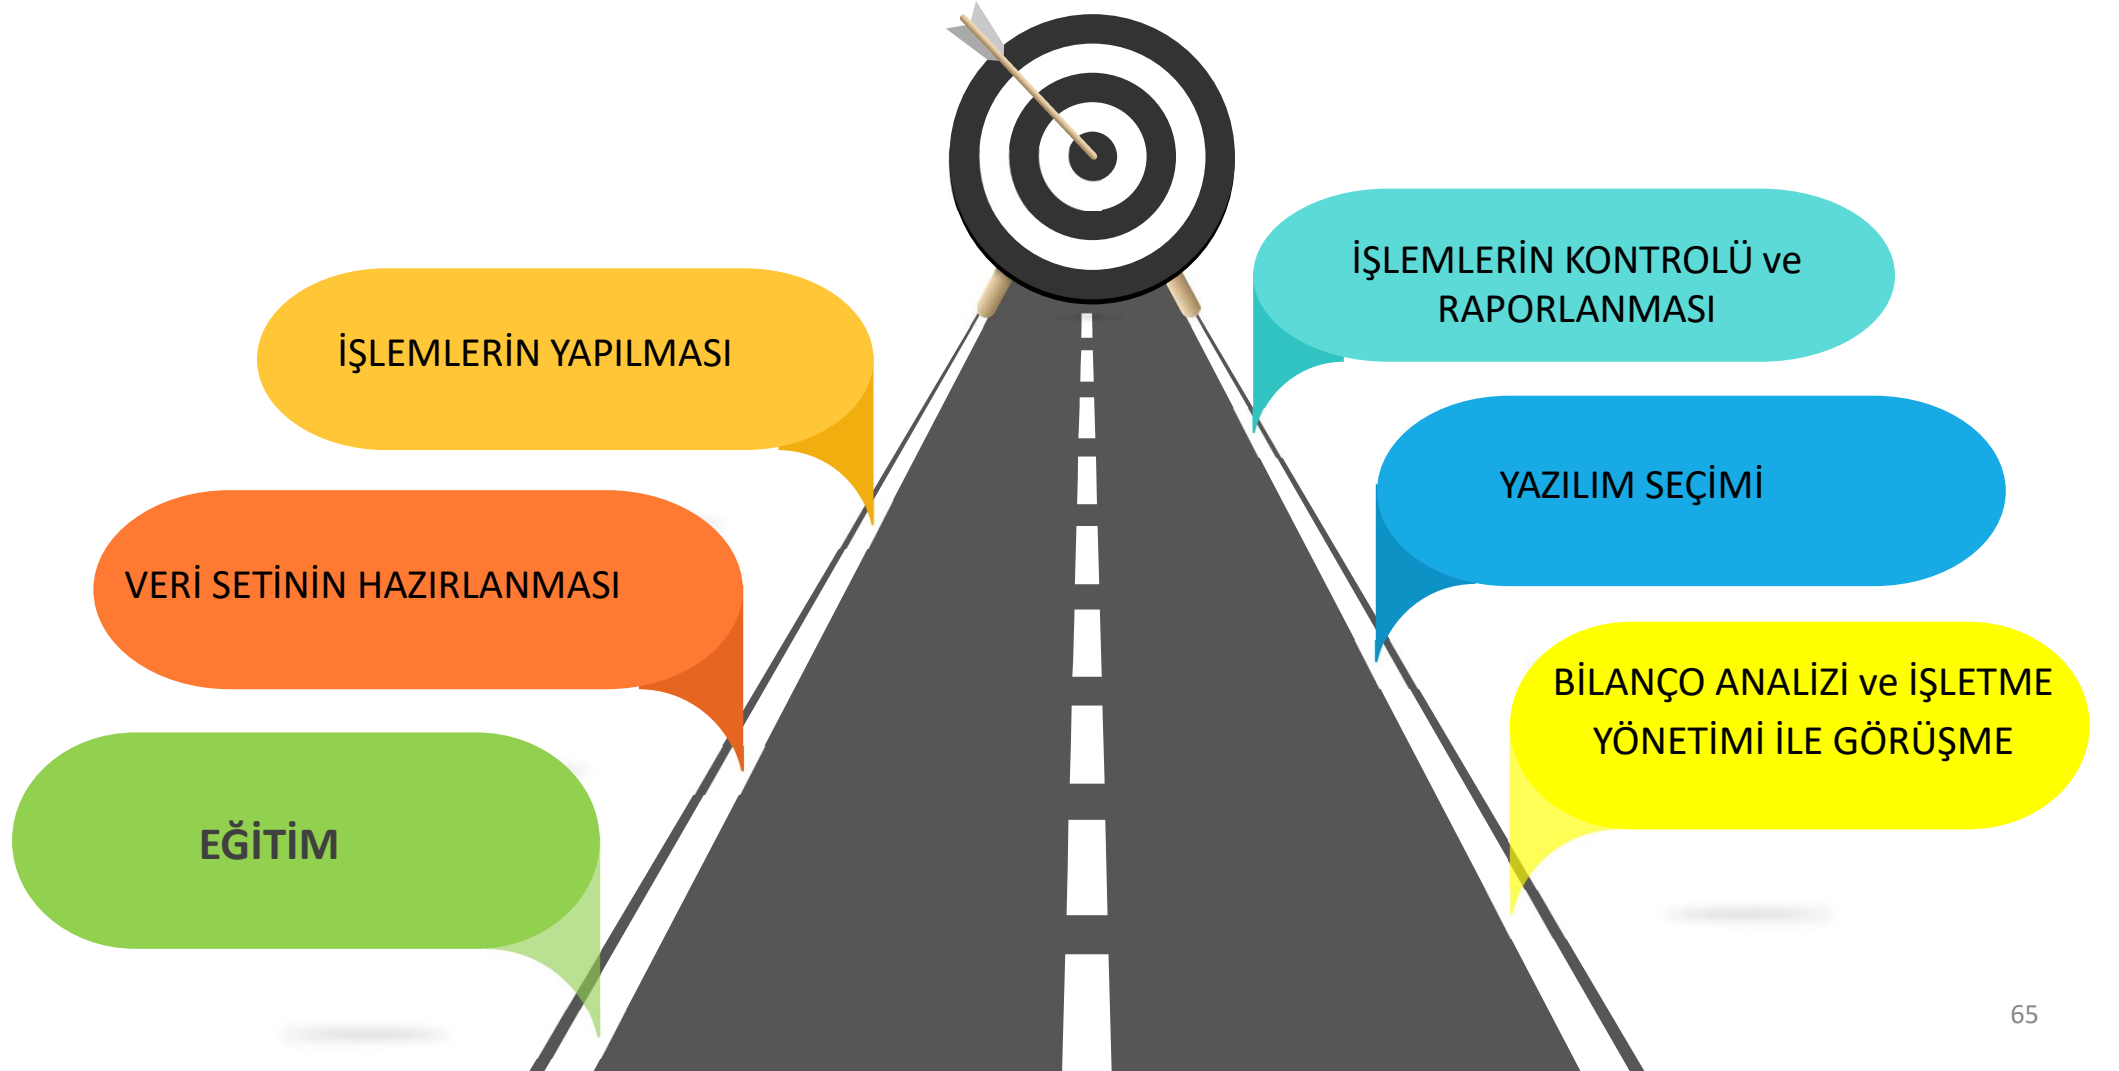 İŞLEMLERİN KONTROLÜ ve
RAPORLANMASI
İŞLEMLERİN YAPILMASI
YAZILIM SEÇİMİ
VERİ SETİNİN HAZIRLANMASI
BİLANÇO ANALİZİ ve İŞLETME
YÖNETİMİ İLE GÖRÜŞME
EĞİTİM
65